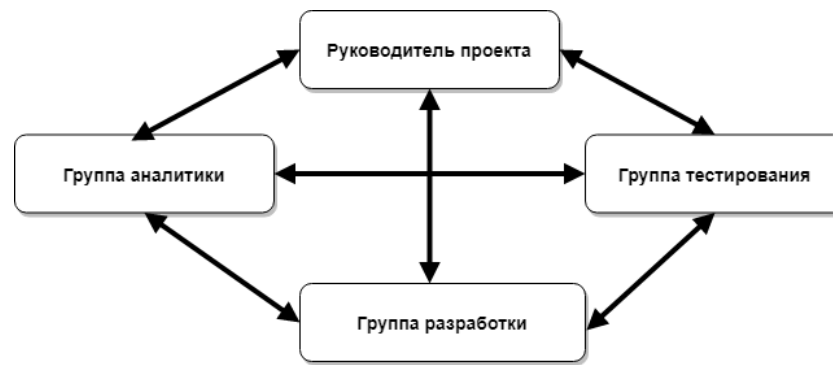 Руководитель проекта
Группа аналитики
Группа тестирования
Группа разработки